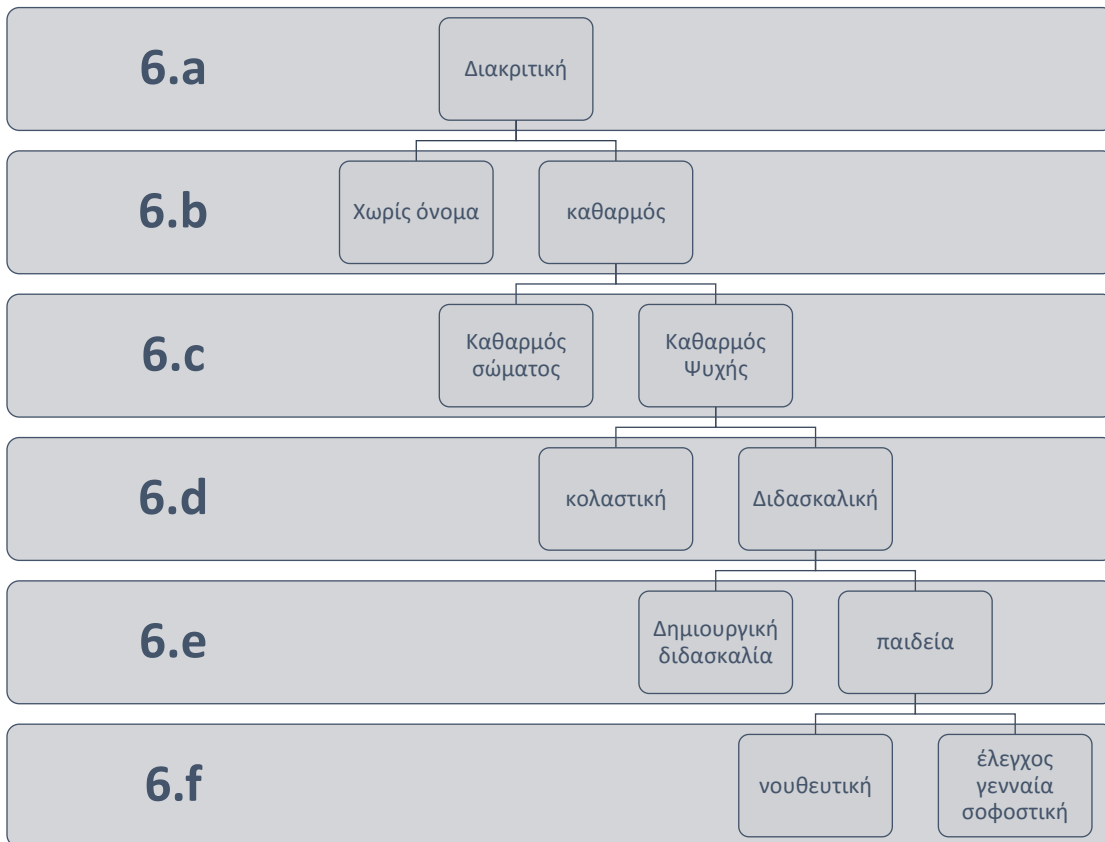 6.a
Διακριτική
6.b
Χωρίς όνομα
καθαρμός
6.c
Καθαρμός
σώματος
Καθαρμός
Ψυχής
6.d
κολαστική
Διδασκαλική
6.e
Δημιουργική
διδασκαλία
παιδεία
6.f
νουθευτική
έλεγχος
γενναία
σοφοστική